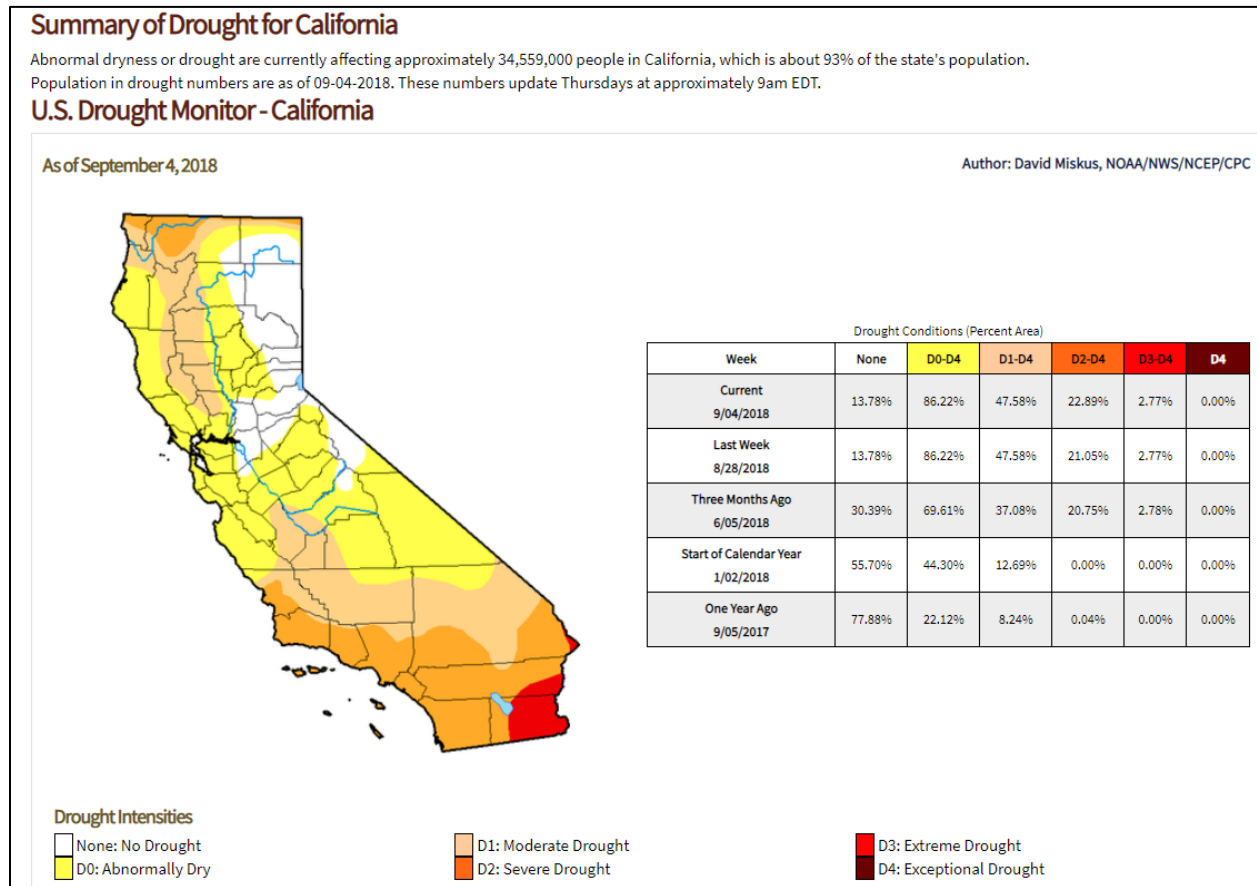 Summary of Drought for California
Abnormal dryness or drought are currently affecting approximately 34,559,000 people in California, which is about 93% of the state's population.
Population in drought numbers are as of 09-04-2018. These numbers update Thursdays at approximately 9am EDT.
U.S. Drought Monitor - California
As of September 4, 2018
Author: David Miskus, NOAA/NWS/NCEP/CPC
Drought Conditions (Percent Area)
Week None D0-D4 D1-D4 D2-D4 D3-D4 D4
Current
9/04/2018
13.78% 86.22% 47.58% 22.89% 2.77% 0.00%
Last Week
8/28/2018
13.78% 86.22% 47.58% 21.05% 2.77% 0.00%
Three Months Ago
6/05/2018
30.39% 69.61% 37.08% 20.75% 2.78% 0.00%
Start of Calendar Year
1/02/2018
55.70% 44.30% 12.69% 0.00% 0.00% 0.00%
One Year Ago
9/05/2017
77.88% 22.12% 8.24% 0.04% 0.00% 0.00%
Drought Intensities
None: No Drought
D0: Abnormally Dry
D1: Moderate Drought
D2: Severe Drought
D3: Extreme Drought
D4: Exceptional Drought